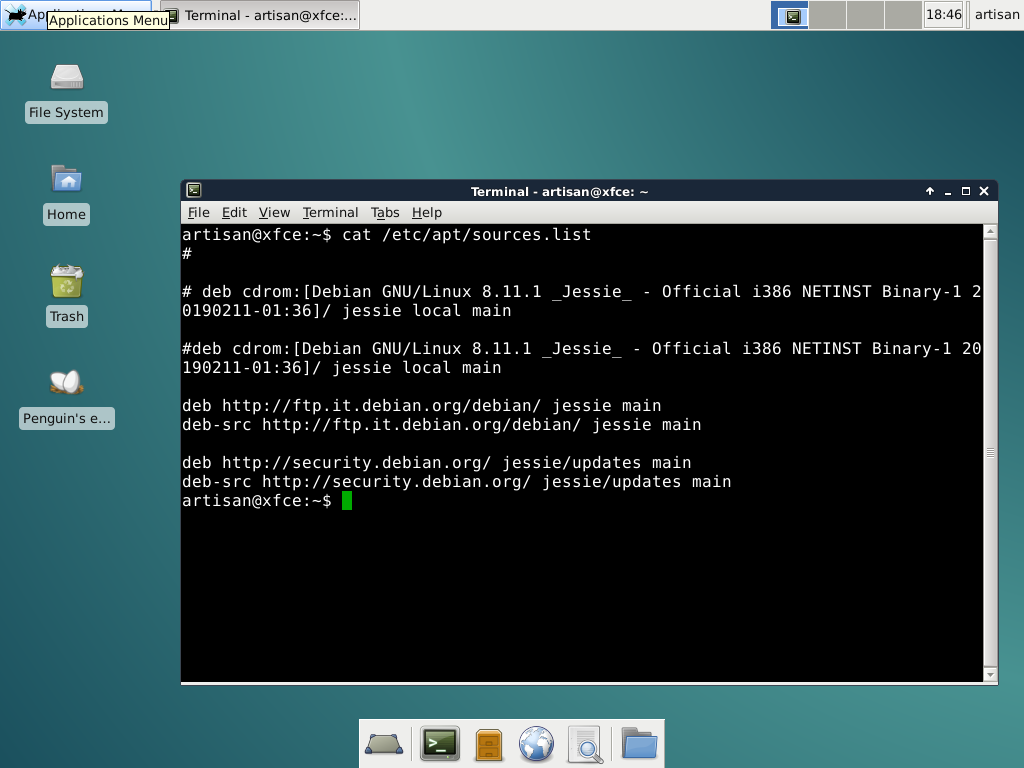 Applications Menu
Terminal - artisan@xfce:...
18:46
artisan
File System
Home
Trash
Penguin's e...
Terminal - artisan@xfce: ~
File Edit View Terminal Tabs Help
artisan@xfce:~$ cat /etc/apt/sources.list
#
# deb cdrom:[Debian GNU/Linux 8.11.1 _Jessie_ - Official i386 NETINST Binary-1 2
0190211-01:36]/ jessie local main
#deb cdrom:[Debian GNU/Linux 8.11.1 _Jessie_ - Official i386 NETINST Binary-1 20
190211-01:36]/ jessie local main
deb http://ftp.it.debian.org/debian/ jessie main
deb-src http://ftp.it.debian.org/debian/ jessie main
deb http://security.debian.org/ jessie/updates main
deb-src http://security.debian.org/ jessie/updates main
artisan@xfce:~$